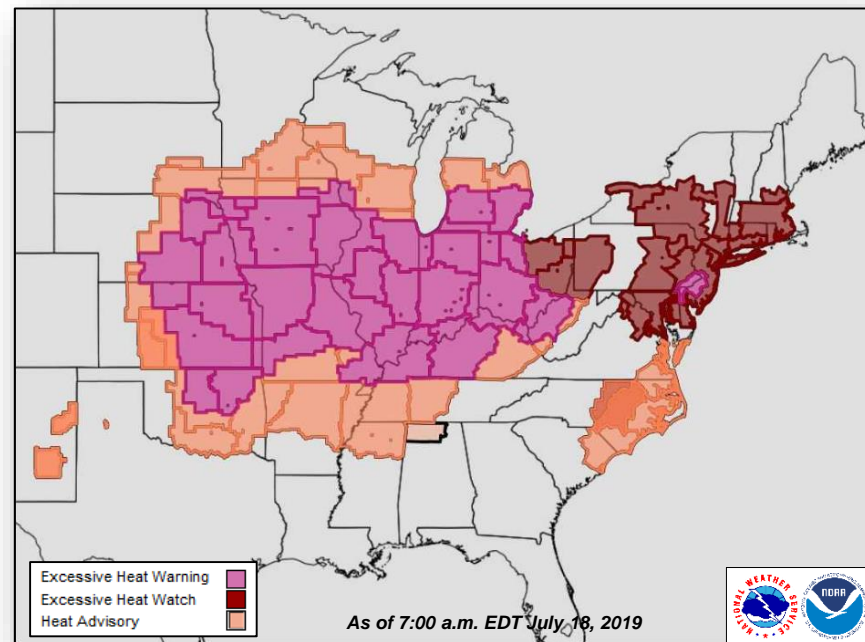 Excessive Heat Warning
Excessive Heat Watch
Heat Advisory
As of 7:00 a.m. EDT July 18, 2019
NATIONAL WEATHER SERVICE
NOAA